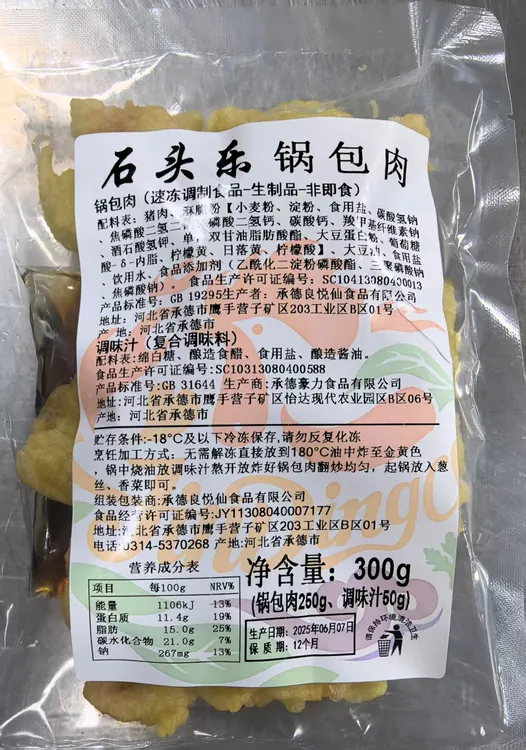 石头乐 锅包肉
锅包肉（速冻调制食品-生制品-非即食）
配料表: 猪肉、酥脆粉【小麦粉、淀粉、食用盐、碳酸氢钠
、焦磷酸二氢二钠、磷酸二氢钙、碳酸钙、羧甲基纤维素钠
、酒石酸氢钾、单，双甘油脂肪酸酯、大豆蛋白粉、葡萄糖
酸-δ-内脂、柠檬黄、日落黄、柠檬酸】、大豆油、食用盐
、饮用水、食品添加剂（乙酰化二淀粉磷酸酯、三聚磷酸钠
、焦磷酸钠）. 食品生产许可证编号: SC10413080400013
产品标准号: GB 19295生产者: 承德良悦仙食品有限公司
地址: 河北省承德市鹰手营子矿区203工业区B区01号
产 地: 河北省承德市
调味汁（复合调味料）
配料表: 绵白糖、酿造食醋、食用盐、酿造酱油。
食品生产许可证编号: SC10313080400588
产品标准号:GB 31644 生产商:承德豪力食品有限公司
地址:河北省承德市鹰手营子矿区怡达现代农业园区B区06号
产地: 河北省承德市
贮存条件:-18°C及以下冷冻保存,请勿反复化冻
烹饪加工方式: 无需解冻直接放到180°C油中炸至金黄色
，锅中烧油放调味汁熬开放炸好锅包肉翻炒均匀，起锅放入葱
丝、香菜即可。
组装包装商:承德良悦仙食品有限公司
食品经营许可证编号:JY11308040007177
地址:河北省承德市鹰手营子矿区203工业区B区01号
电话:0314-5370268 产地:河北省承德市
营养成分表
项目 每100g NRV%
能量 1106kJ 13%
蛋白质 11.4g 19%
脂肪 15.0g 25%
碳水化合物 21.0g 7%
钠 267mg 13%
净含量: 300g
(锅包肉250g、调味汁50g)
生产日期: 2025年06月07日
保 质 期: 12个月
请保持环境清洁卫生